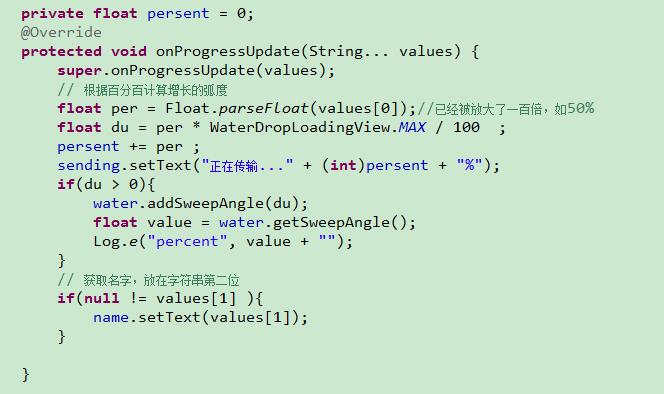 private float persent = 0;
@Override
protected void onProgressUpdate(String... values) {
super.onProgressUpdate(values);
// 根据百分百计算增长的弧度
float per = Float.parseFloat(values[0]);//已经被放大了一百倍，如50%
float du = per * WaterDropLoadingView.MAX / 100  ;
persent += per ;
sending.setText("正在传输..." + (int)persent + "%");
if(du > 0){
water.addSweepAngle(du);
float value = water.getSweepAngle();
Log.e("percent", value + "");
}
// 获取名字，放在字符串第二位
if(null != values[1] ){
name.setText(values[1]);
}
}